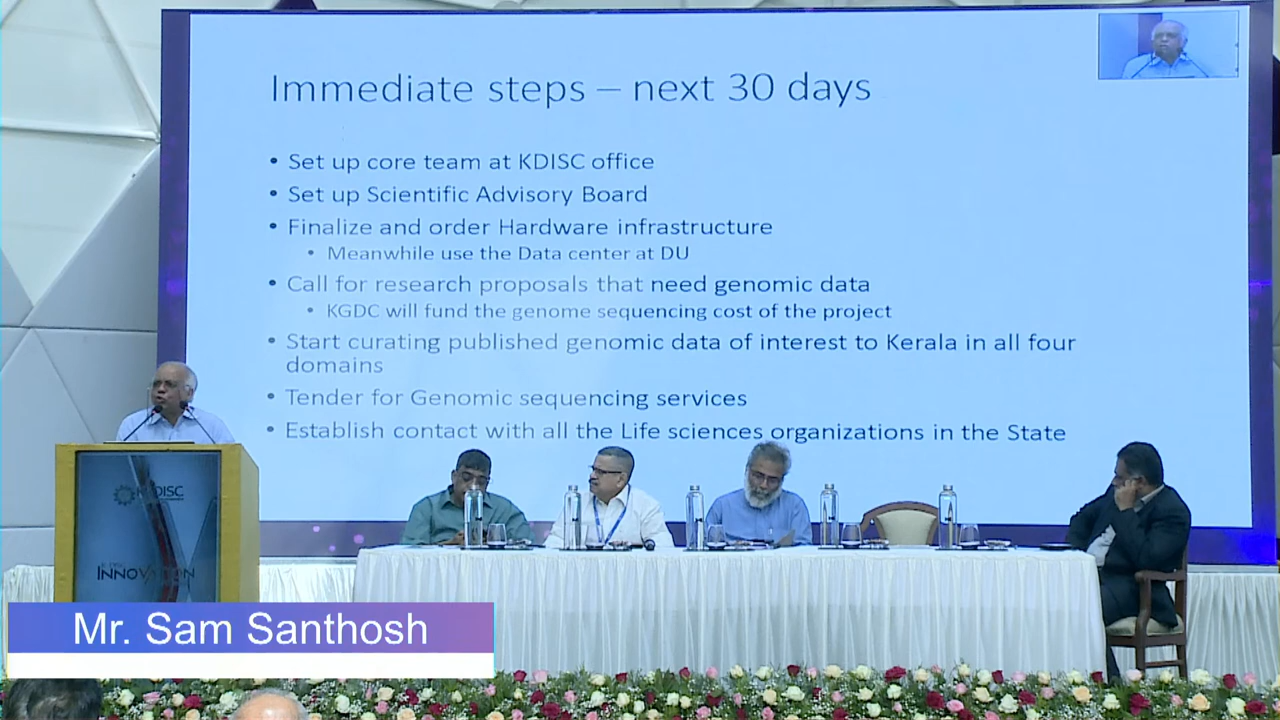 Immediate steps – next 30 days
• Set up core team at KDISC office
• Set up Scientific Advisory Board
• Finalize and order Hardware infrastructure
• Meanwhile use the Data center at DU
• Call for research proposals that need genomic data
• KGDC will fund the genome sequencing cost of the project
• Start curating published genomic data of interest to Kerala in all four
domains
• Tender for Genomic sequencing services
• Establish contact with all the Life sciences organizations in the State
K-DISC
INNOVATION
Mr. Sam Santhosh